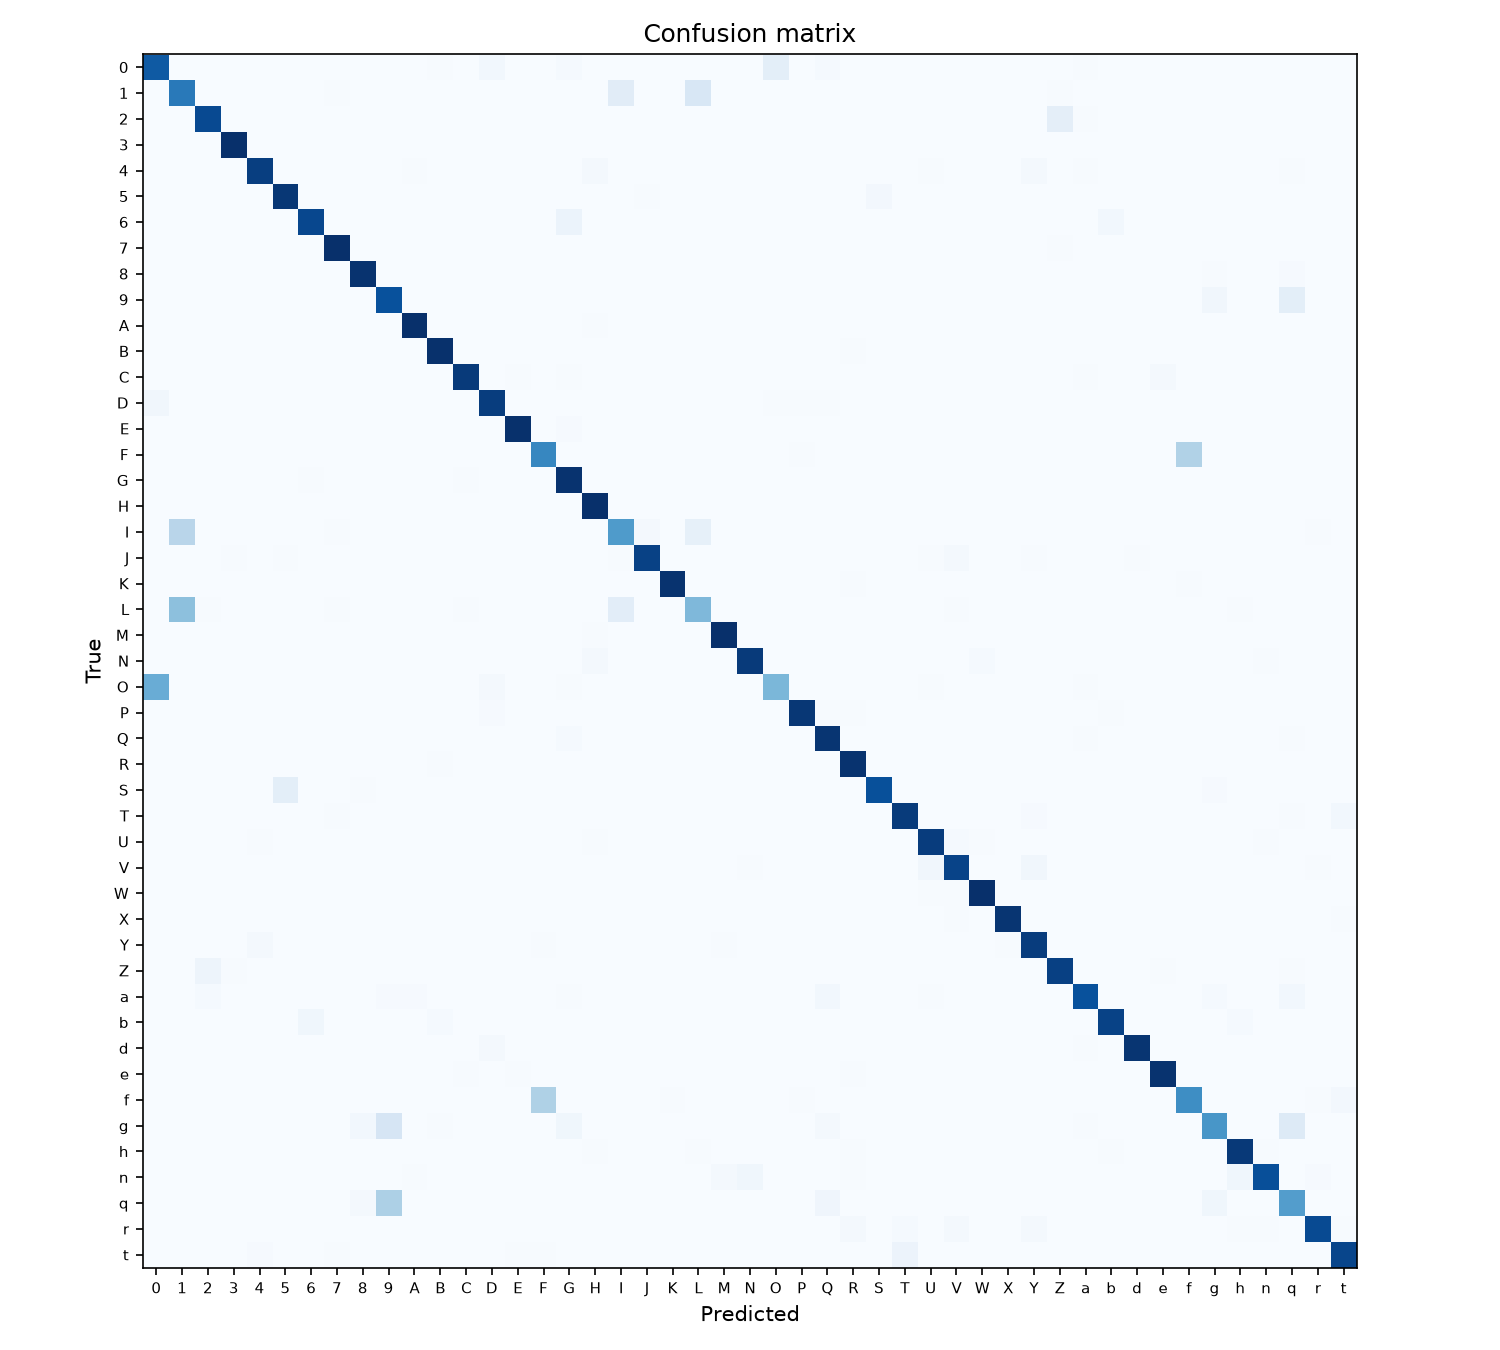 Confusion matrix
True
0
1
2
3
4
5
6
7
8
9
A
B
C
D
E
F
G
H
I
J
K
L
M
N
O
P
Q
R
S
T
U
V
W
X
Y
Z
a
b
d
e
f
g
h
n
q
r
t
0 1 2 3 4 5 6 7 8 9 A B C D E F G H I J K L M N O P Q R S T U V W X Y Z a b d e f g h n q r t
Predicted